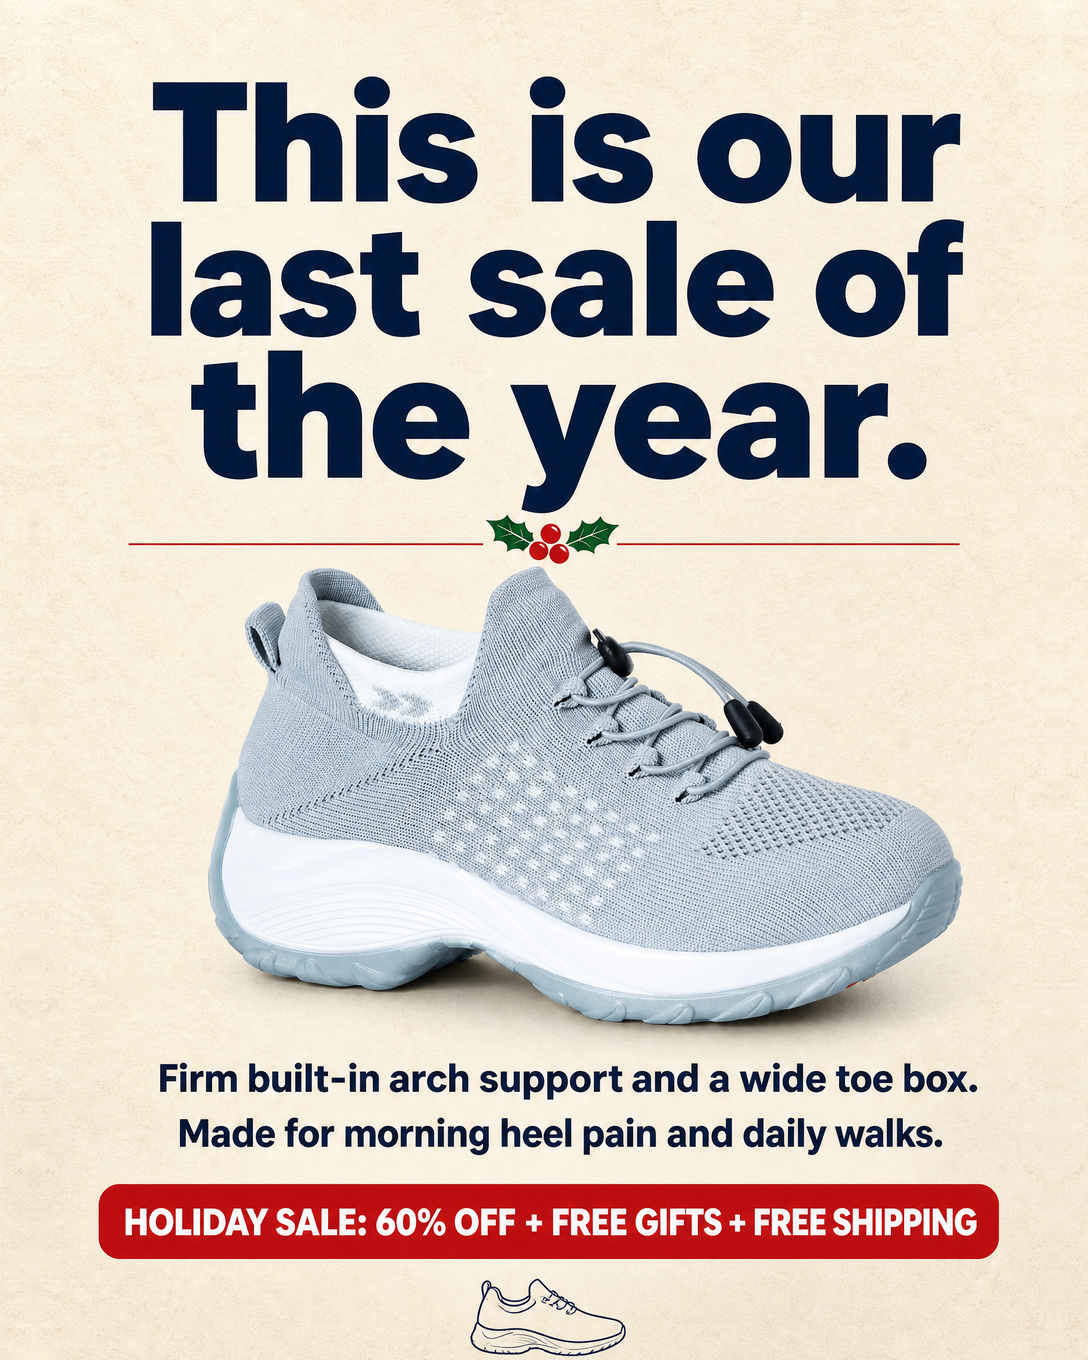 This is our
last sale of
the year.
Firm built-in arch support and a wide toe box.
Made for morning heel pain and daily walks.
HOLIDAY SALE: 60% OFF + FREE GIFTS + FREE SHIPPING